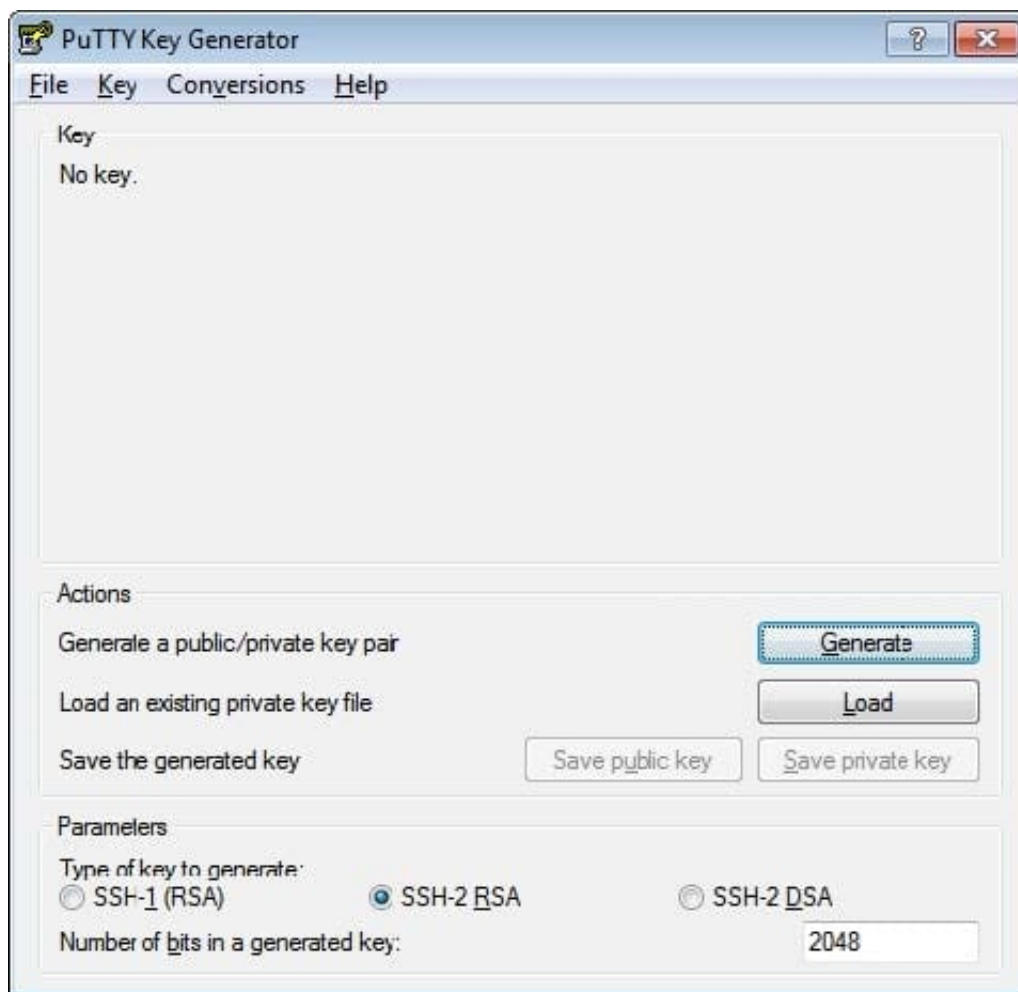 PuTTY Key Generator
File Key Conversions Help
Key
No key.
Actions
Generate a public/private key pair Generate
Load an existing private key file Load
Save the generated key Save public key Save private key
Parameters
Type of key to generate:
SSH-1 (RSA) SSH-2 RSA SSH-2 DSA
Number of bits in a generated key: 2048